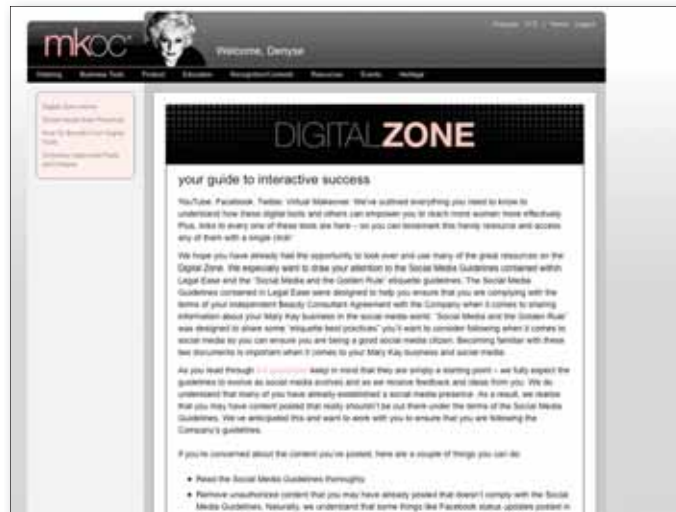 mkoc
Welcome, Denyse
Ordering Business Tools Product Education Recognition/Contests Resources Events Heritage
DIGITALZONE
your guide to interactive success
YouTube. Facebook. Twitter. Virtual Makeover. We've outlined everything you need to know to
understand how these digital tools and others can empower you to reach more women more effectively.
Plus, links to every one of these tools are here – so you can bookmark this handy resource and access
any of them with a single click!
We hope you have already had the opportunity to look over and use many of the great resources on the
Digital Zone. We especially want to draw your attention to the Social Media Guidelines contained within
Legal Ease and the "Social Media and the Golden Rule" etiquette guidelines. The Social Media
Guidelines contained in Legal Ease were designed to help you ensure that you are complying with the
terms of your Independent Beauty Consultant Agreement with the Company when it comes to sharing
information about your Mary Kay business in the social media world. "Social Media and the Golden Rule"
was designed to share some "etiquette best practices" you'll want to consider following when it comes to
social media so you can ensure you are being a good social media citizen. Becoming familiar with these
two documents is important when it comes to your Mary Kay business and social media.
As you read through keep in mind that they are simply a starting point – we fully expect the
guidelines to evolve as social media evolves and as we receive feedback and ideas from you. We do
understand that many of you have already established a social media presence. As a result, we realize
that you may have content posted that really shouldn't be out there under the terms of the Social Media
Guidelines. We've anticipated this and want to work with you to ensure that you are following the
Company's guidelines.
If you're concerned about the content you've posted, here are a couple of things you can do:
• Read the Social Media Guidelines thoroughly.
• Remove unauthorized content that you may have already posted that doesn't comply with the Social
Media Guidelines. Naturally, we understand that some things like Facebook status updates posted in